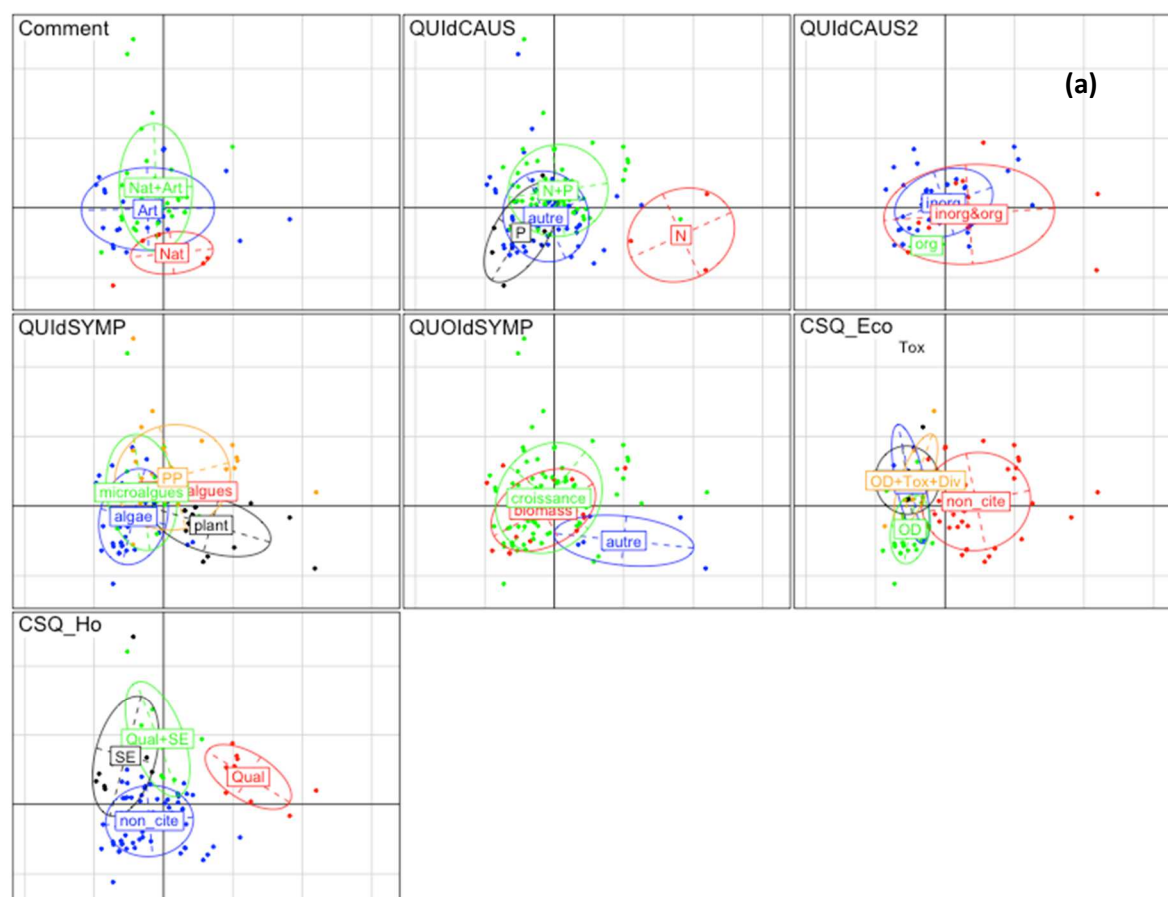 Comment
QUIdCAUS
QUIdCAUS2
(a)
Nat+Art
Art
Nat
N+P
autre
P
N
inorg
inorg&org
org
QUIdSYMP
QUOIdSYMP
CSQ_Eco
Tox
PP
microalgues
algues
algae
plant
croissance
biomass
autre
OD+Tox+Div
non_cite
OD
CSQ_Ho
Qual+SE
SE
Qual
non_cite